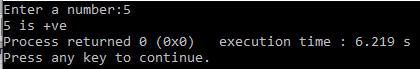 Enter a number:5
5 is +ve
Process returned 0 (0x0)   execution time : 6.219 s
Press any key to continue.